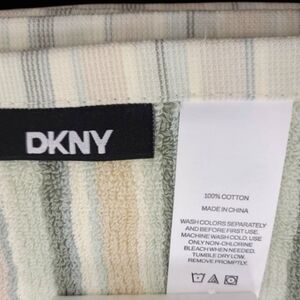 DKNY
100% COTTON
MADE IN CHINA
WASH COLORS SEPARATELY
AND BEFORE FIRST USE.
MACHINE WASH COLD. USE
ONLY NON-CHLORINE
BLEACH WHEN NEEDED.
TUMBLE DRY LOW.
REMOVE PROMPTLY.